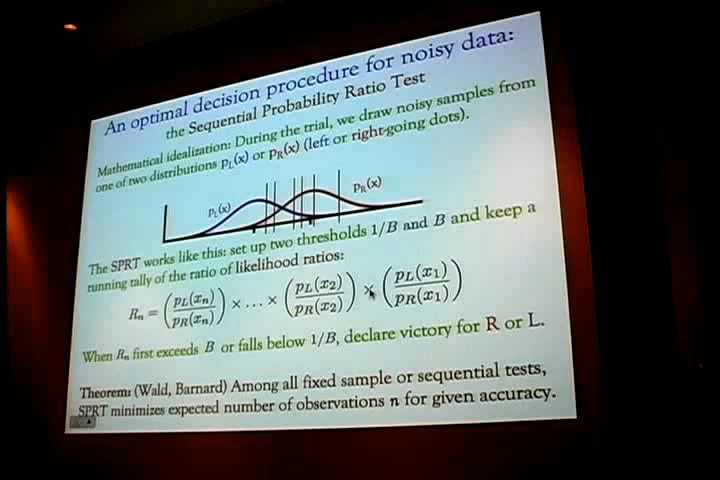 An optimal decision procedure for noisy data:
the Sequential Probability Ratio Test
Mathematical idealization: During the trial, we draw noisy samples from
one of two distributions pL(x) or pR(x) (left or right-going dots).
pL(x) pR(x)
The SPRT works like this: set up two thresholds 1/B and B and keep a
running tally of the ratio of likelihood ratios:
Rn = (pL(xn)/pR(xn)) × ... × (pL(x2)/pR(x2)) × (pL(x1)/pR(x1))
When Rn first exceeds B or falls below 1/B, declare victory for R or L.
Theorem: (Wald, Barnard) Among all fixed sample or sequential tests,
SPRT minimizes expected number of observations n for given accuracy.